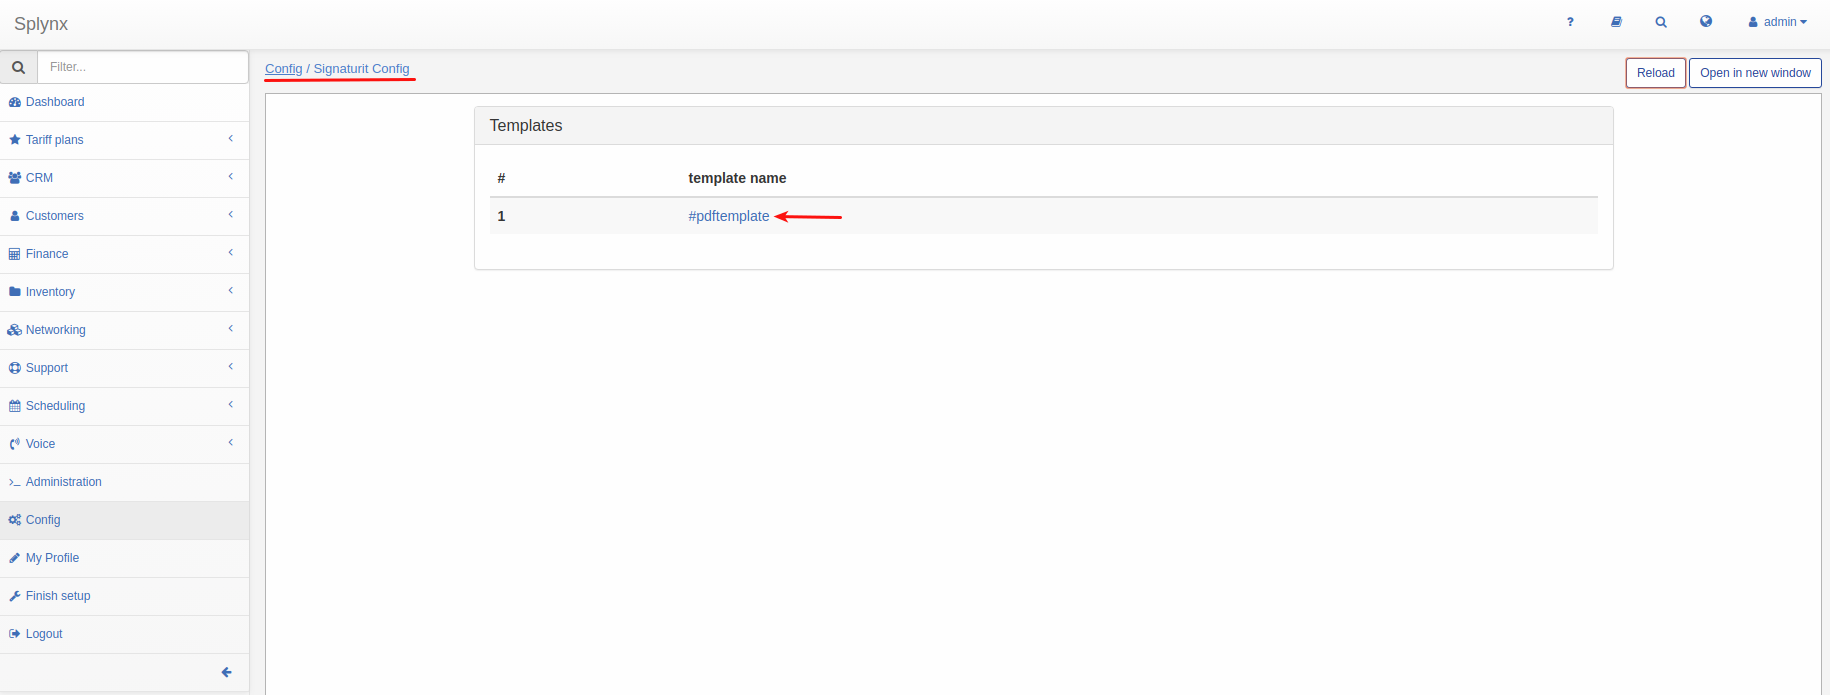 Splynx
? admin
Filter...
Config / Signaturit Config
Reload Open in new window
Dashboard
Tariff plans
CRM
Customers
Finance
Inventory
Networking
Support
Scheduling
Voice
Administration
Config
My Profile
Finish setup
Logout
Templates
# template name
1 #pdftemplate